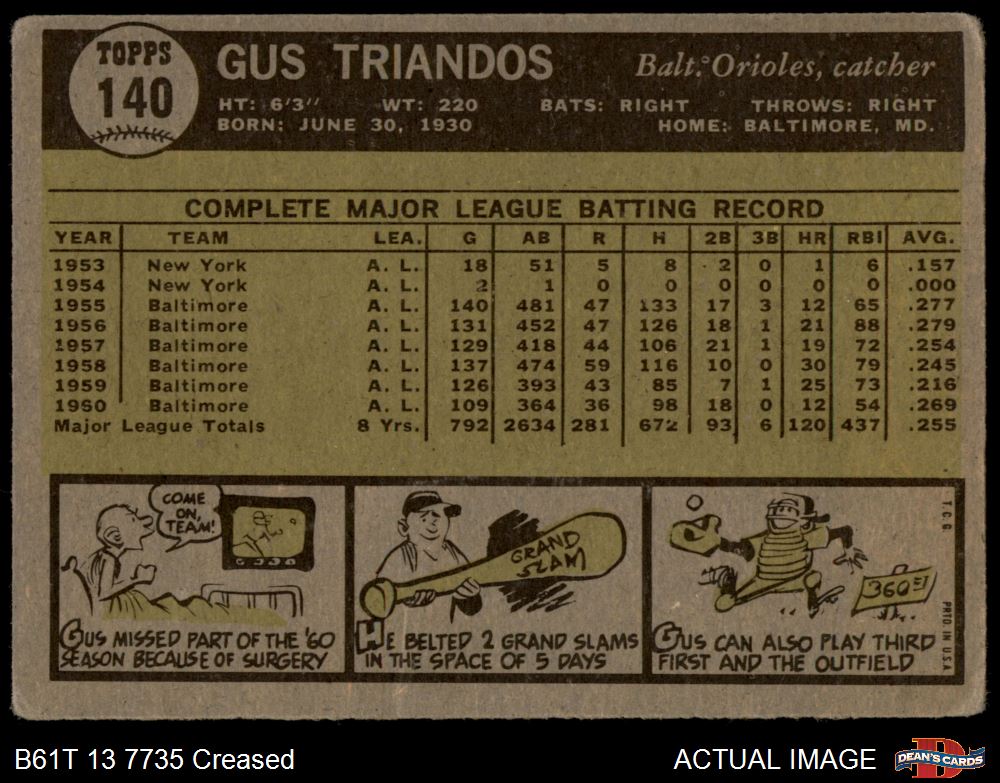 TOPPS
140
GUS TRIANDOS
Balt. Orioles, catcher
HT: 6'3" WT: 220 BATS: RIGHT THROWS: RIGHT
BORN: JUNE 30, 1930 HOME: BALTIMORE, MD.
COMPLETE MAJOR LEAGUE BATTING RECORD
YEAR TEAM LEA. G AB R H 2B 3B HR RBI AVG.
1953 New York A. L. 18 51 5 8 2 0 1 6 .157
1954 New York A. L. 2 1 0 0 0 0 0 0 .000
1955 Baltimore A. L. 140 481 47 133 17 3 12 65 .277
1956 Baltimore A. L. 131 452 47 126 18 1 21 88 .279
1957 Baltimore A. L. 129 418 44 106 21 1 19 72 .254
1958 Baltimore A. L. 137 474 59 116 10 0 30 79 .245
1959 Baltimore A. L. 126 393 43 85 7 1 25 73 .216
1960 Baltimore A. L. 109 364 36 98 18 0 12 54 .269
Major League Totals 8 Yrs. 792 2634 281 672 93 6 120 437 .255
COME
ON,
TEAM!
GUS MISSED PART OF THE '60
SEASON BECAUSE OF SURGERY
GRAND
SLAM
HE BELTED 2 GRAND SLAMS
IN THE SPACE OF 5 DAYS
360 FT
GUS CAN ALSO PLAY THIRD
FIRST AND THE OUTFIELD
T.C.G.
PRTD. IN U.S.A.
B61T 13 7735 Creased
ACTUAL IMAGE
D
DEAN'S CARDS